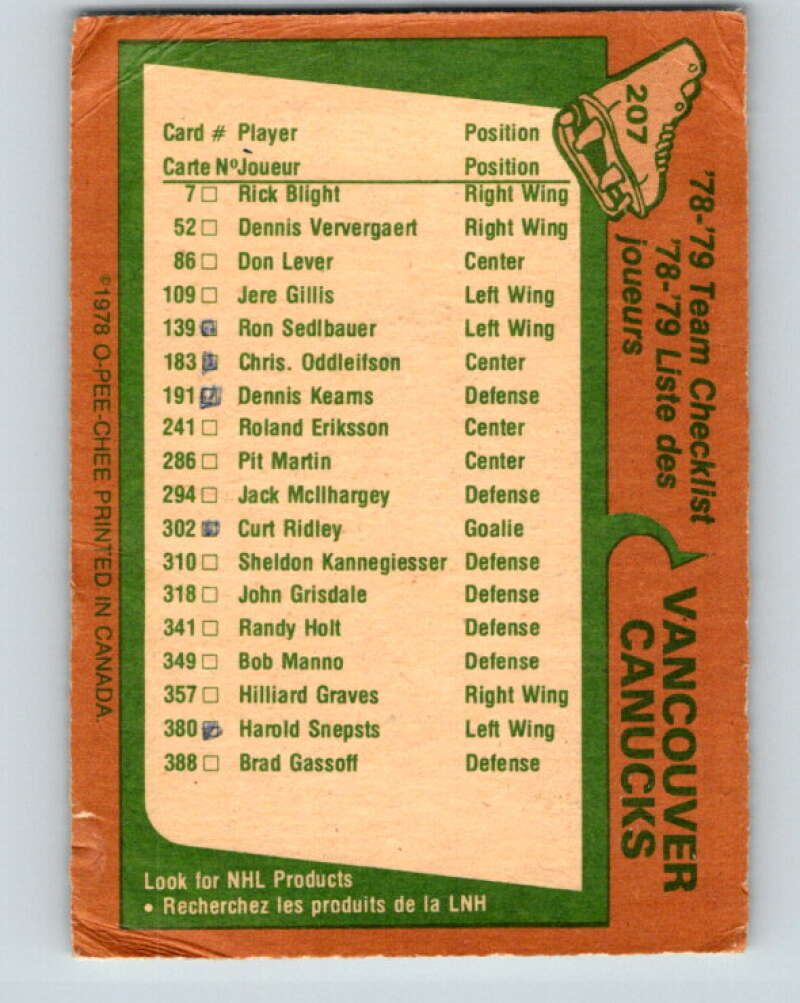 207
'78-'79 Team Checklist
'78-'79 Liste des
joueurs
VANCOUVER
CANUCKS
Card # Player Position
Carte Nº Joueur Position
7 □ Rick Blight Right Wing
52 □ Dennis Ververgaert Right Wing
86 □ Don Lever Center
109 □ Jere Gillis Left Wing
139 □ Ron Sedlbauer Left Wing
183 □ Chris. Oddleifson Center
191 □ Dennis Kearns Defense
241 □ Roland Eriksson Center
286 □ Pit Martin Center
294 □ Jack McIlhargey Defense
302 □ Curt Ridley Goalie
310 □ Sheldon Kannegiesser Defense
318 □ John Grisdale Defense
341 □ Randy Holt Defense
349 □ Bob Manno Defense
357 □ Hilliard Graves Right Wing
380 □ Harold Snepsts Left Wing
388 □ Brad Gassoff Defense
Look for NHL Products
• Recherchez les produits de la LNH
©1978 O-PEE-CHEE PRINTED IN CANADA.